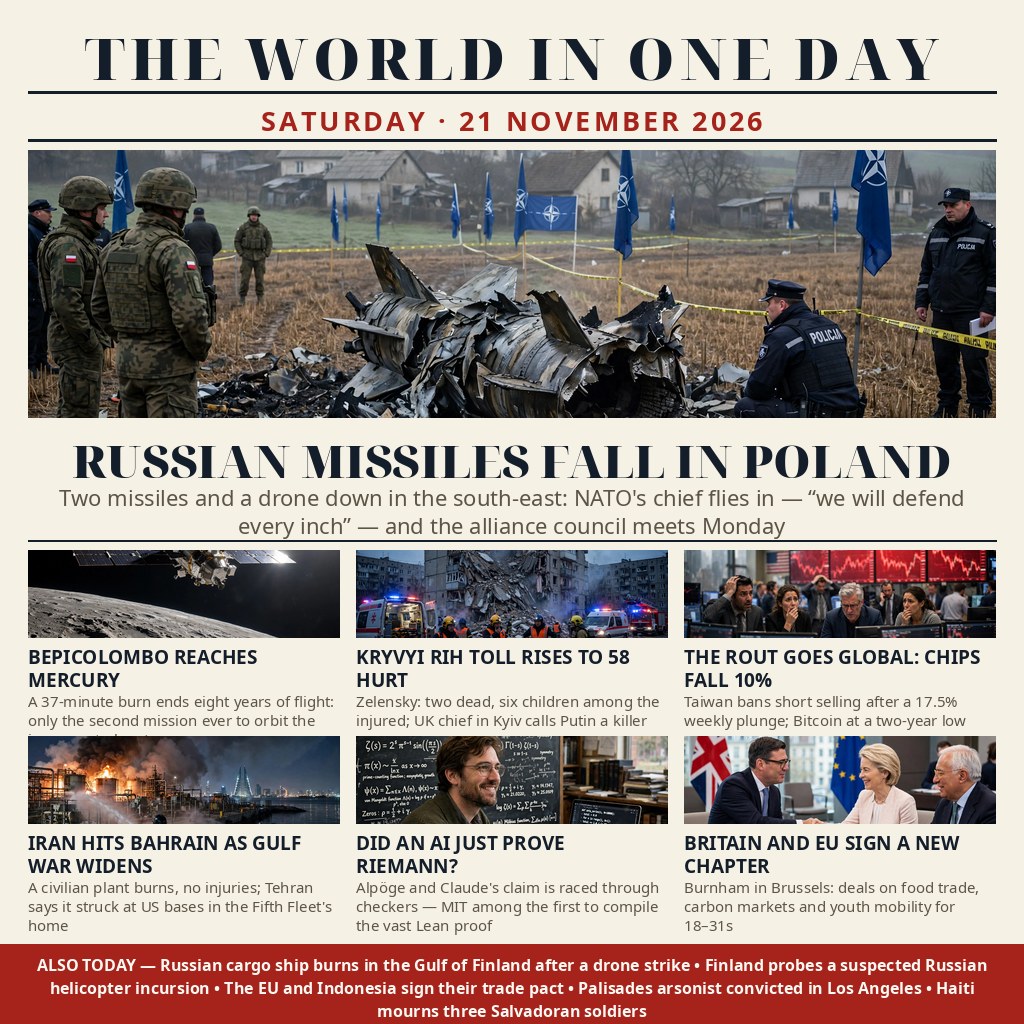 THE WORLD IN ONE DAY
SATURDAY · 21 NOVEMBER 2026
POLICJA
POLICJA
RUSSIAN MISSILES FALL IN POLAND
Two missiles and a drone down in the south-east: NATO's chief flies in — “we will defend
every inch” — and the alliance council meets Monday
BEPICOLOMBO REACHES
MERCURY
A 37-minute burn ends eight years of flight:
only the second mission ever to orbit the
KRYVYI RIH TOLL RISES TO 58
HURT
Zelensky: two dead, six children among the
injured; UK chief in Kyiv calls Putin a killer
THE ROUT GOES GLOBAL: CHIPS
FALL 10%
Taiwan bans short selling after a 17.5%
weekly plunge; Bitcoin at a two-year low
IRAN HITS BAHRAIN AS GULF
WAR WIDENS
A civilian plant burns, no injuries; Tehran
says it struck at US bases in the Fifth Fleet's
home
DID AN AI JUST PROVE
RIEMANN?
Alpöge and Claude's claim is raced through
checkers — MIT among the first to compile
the vast Lean proof
BRITAIN AND EU SIGN A NEW
CHAPTER
Burnham in Brussels: deals on food trade,
carbon markets and youth mobility for
18–31s
ALSO TODAY — Russian cargo ship burns in the Gulf of Finland after a drone strike • Finland probes a suspected Russian
helicopter incursion • The EU and Indonesia sign their trade pact • Palisades arsonist convicted in Los Angeles • Haiti
mourns three Salvadoran soldiers